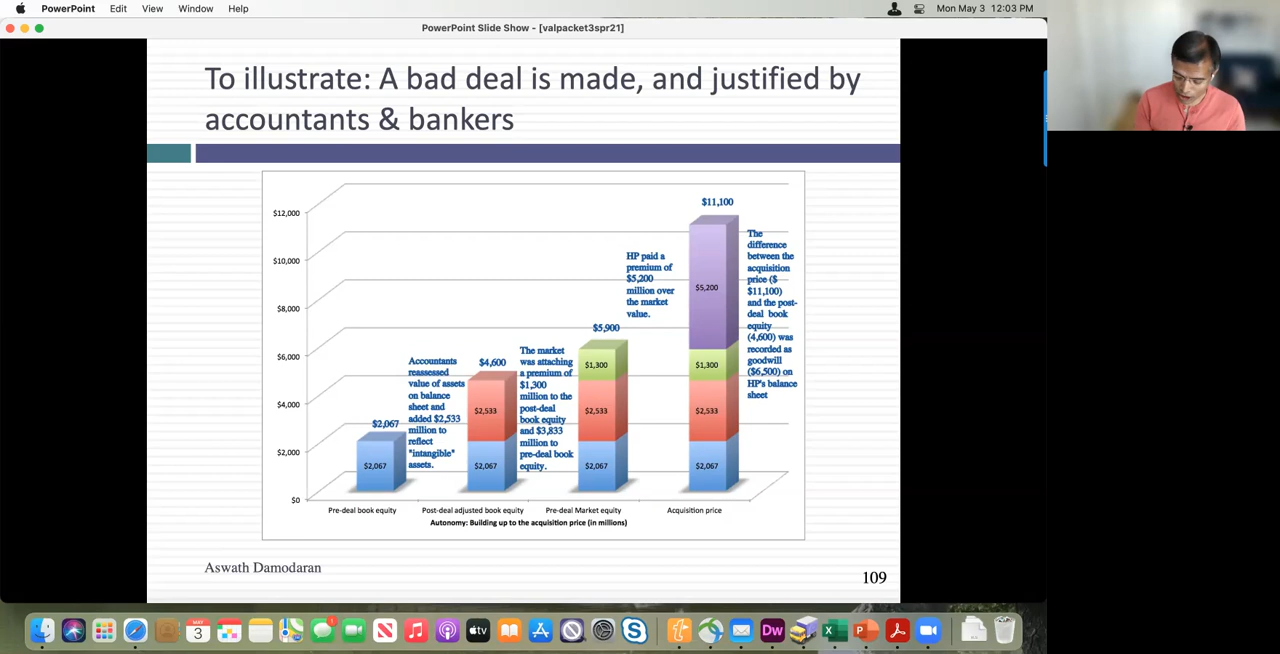 PowerPoint Edit View Window Help Mon May 3 12:03 PM
PowerPoint Slide Show - [valpacket3spr21]
To illustrate: A bad deal is made, and justified by
accountants & bankers
$12,000
$10,000
$8,000
$6,000
$4,000
$2,000
$0
$2,067
$2,067
Accountants
reassessed
value of assets
on balance
sheet and
added $2,533
million to
reflect
"intangible"
assets.
$4,600
$2,533
$2,067
The market
was attaching
a premium of
$1,300
million to the
post-deal
book equity
and $3,833
million to
pre-deal book
equity.
$5,900
$1,300
$2,533
$2,067
HP paid a
premium of
$5,200
million over
the market
value.
$11,100
$5,200
$1,300
$2,533
$2,067
The
difference
between the
acquisition
price ($
$11,100)
and the post-
deal book
equity
(4,600) was
recorded as
goodwill
($6,500) on
HP's balance
sheet
Pre-deal book equity Post-deal adjusted book equity Pre-deal Market equity Acquisition price
Autonomy: Building up to the acquisition price (in millions)
Aswath Damodaran
109
MAY
3
tv
Dw